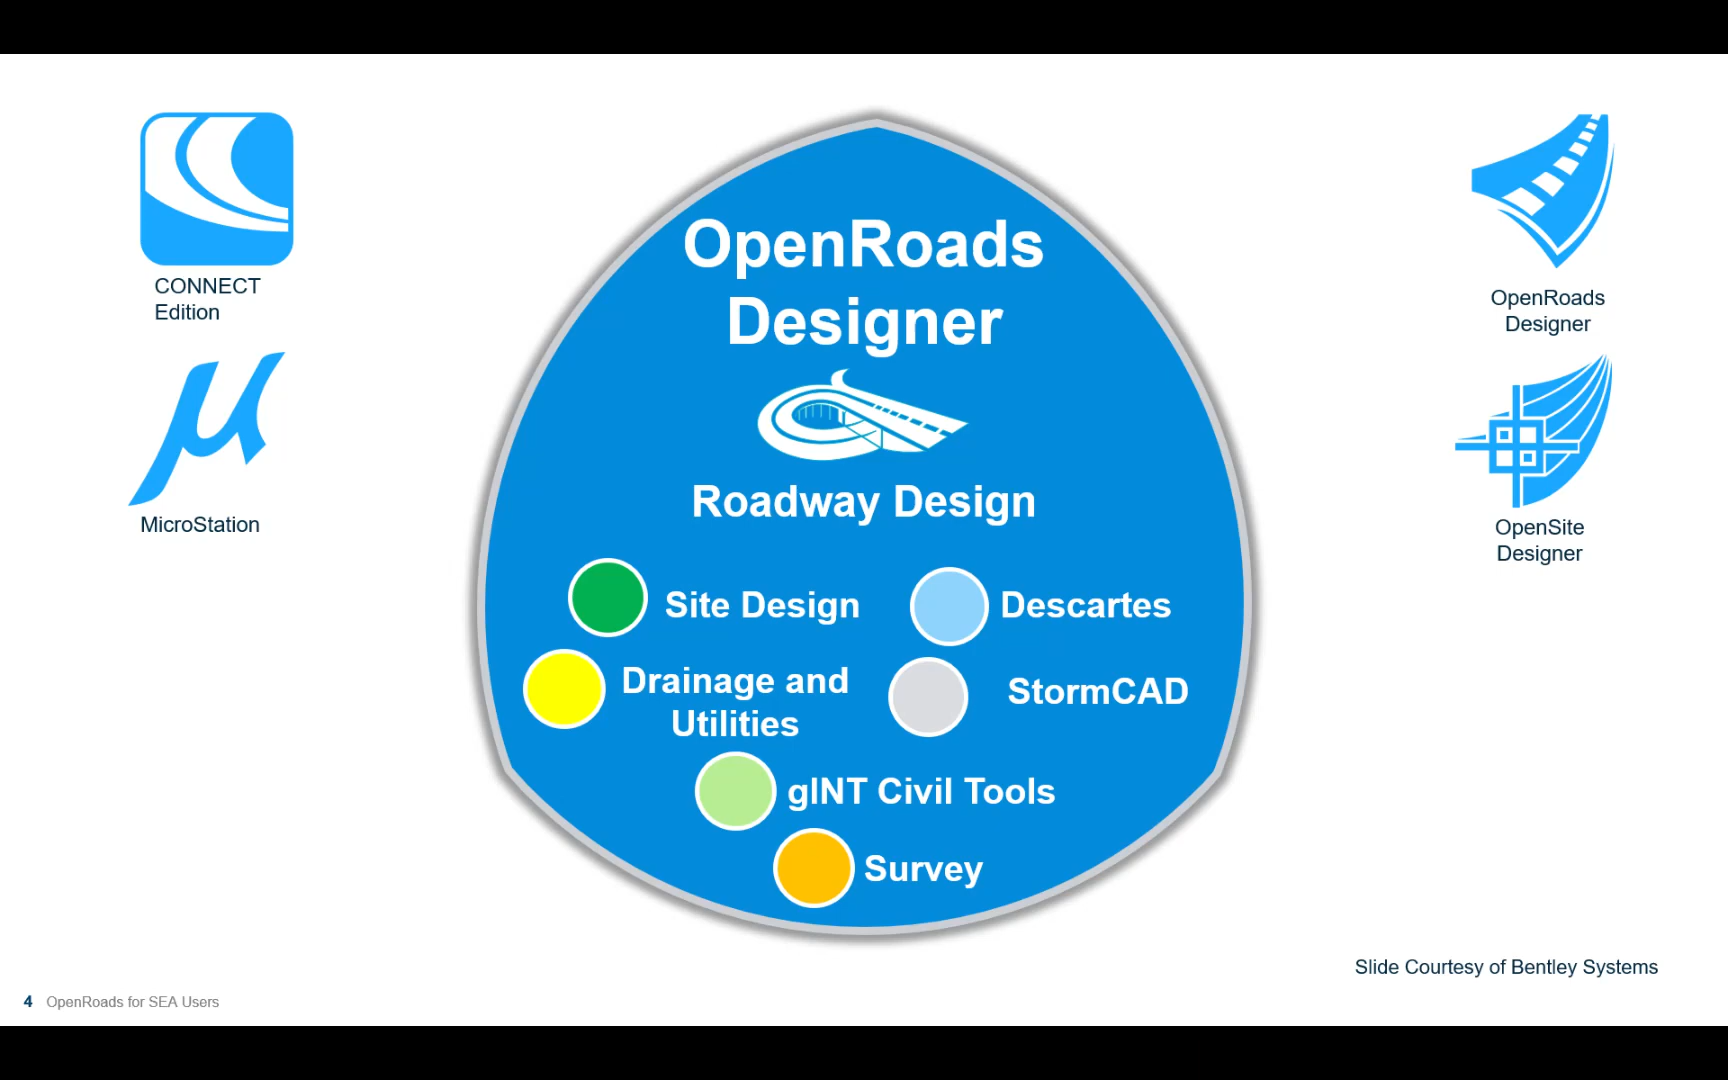 CONNECT
Edition
MicroStation
OpenRoads
Designer
Roadway Design
Site Design
Descartes
Drainage and
Utilities
StormCAD
gINT Civil Tools
Survey
OpenRoads
Designer
OpenSite
Designer
Slide Courtesy of Bentley Systems
4 OpenRoads for SEA Users